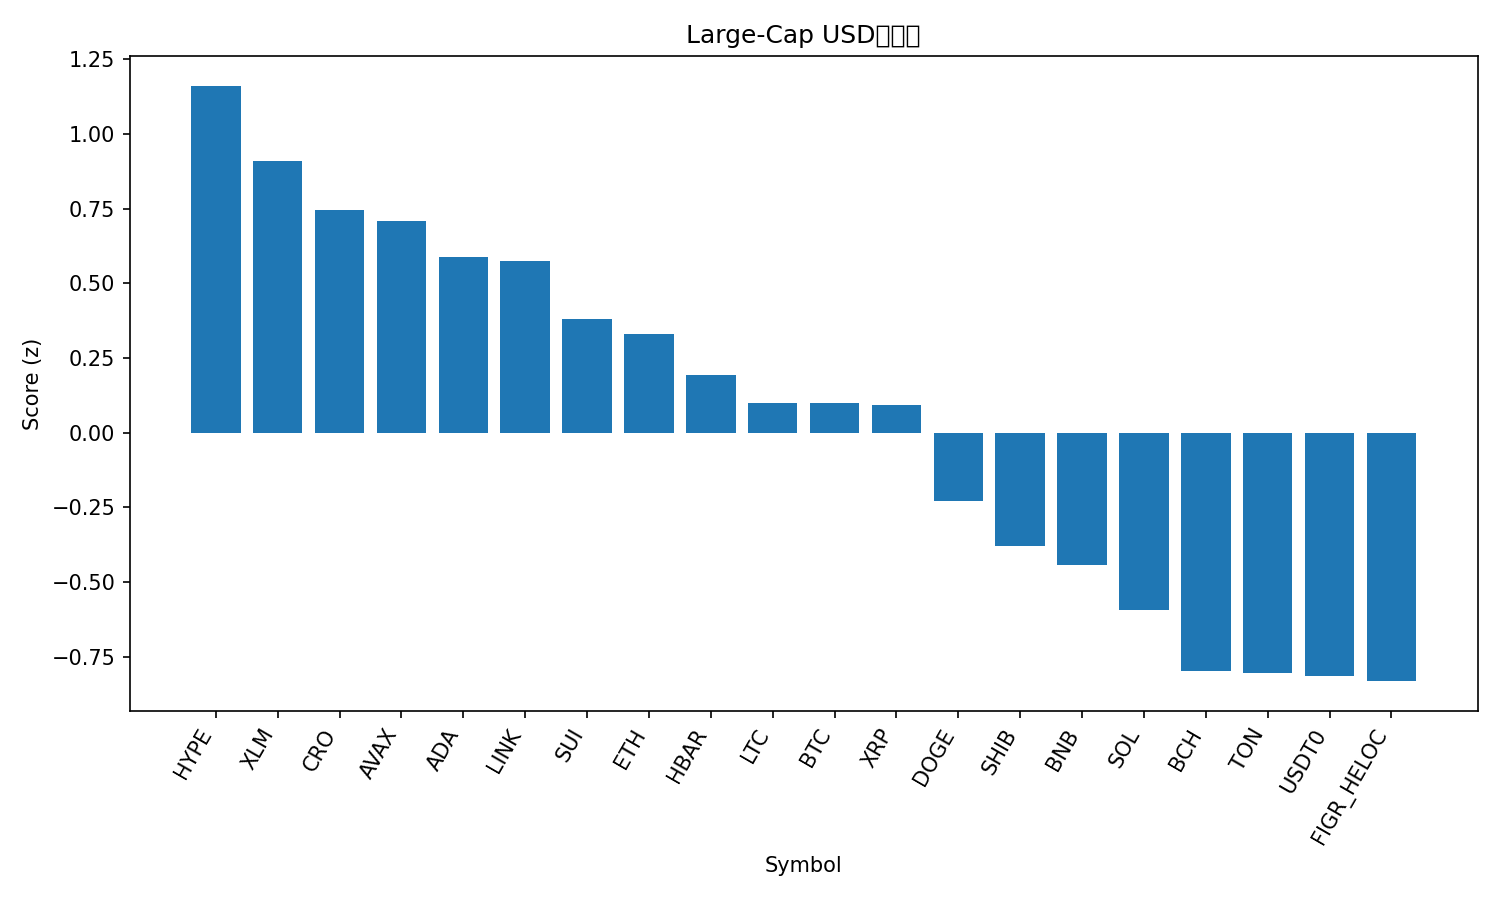 Large-Cap USD
1.25
1.00
0.75
0.50
0.25
0.00
−0.25
−0.50
−0.75
Score (z)
HYPE
XLM
CRO
AVAX
ADA
LINK
SUI
ETH
HBAR
LTC
BTC
XRP
DOGE
SHIB
BNB
SOL
BCH
TON
USDT0
FIGR_HELOC
Symbol